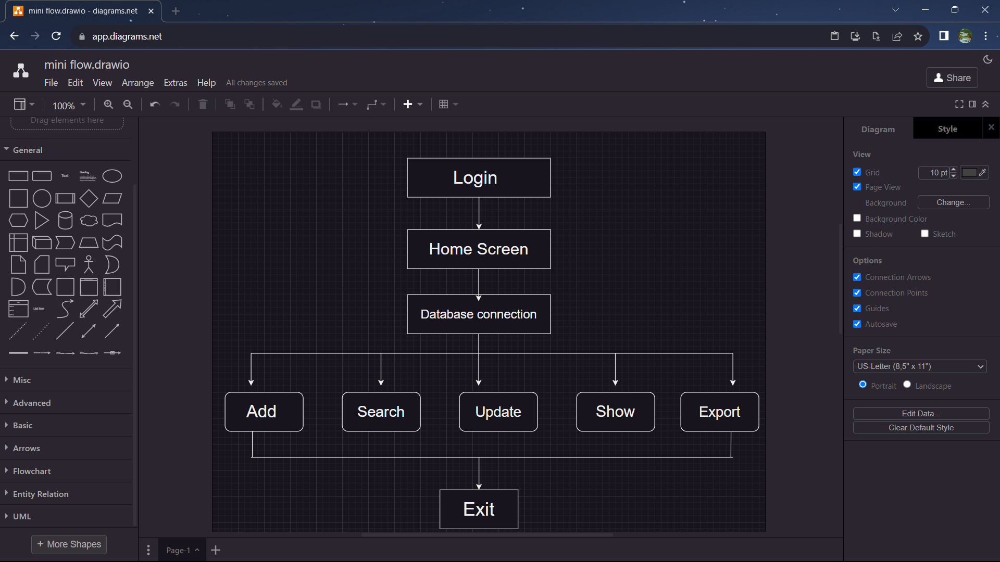 mini flow.drawio - diagrams.net
app.diagrams.net
mini flow.drawio
File Edit View Arrange Extras Help All changes saved
Share
100%
Drag elements here
General
Text
Heading
List Item
Misc
Advanced
Basic
Arrows
Flowchart
Entity Relation
UML
+ More Shapes
Login
Home Screen
Database connection
Add Search Update Show Export
Exit
Page-1
Diagram Style
View
Grid 10 pt
Page View
Background Change...
Background Color
Shadow Sketch
Options
Connection Arrows
Connection Points
Guides
Autosave
Paper Size
US-Letter (8,5" x 11")
Portrait Landscape
Edit Data...
Clear Default Style